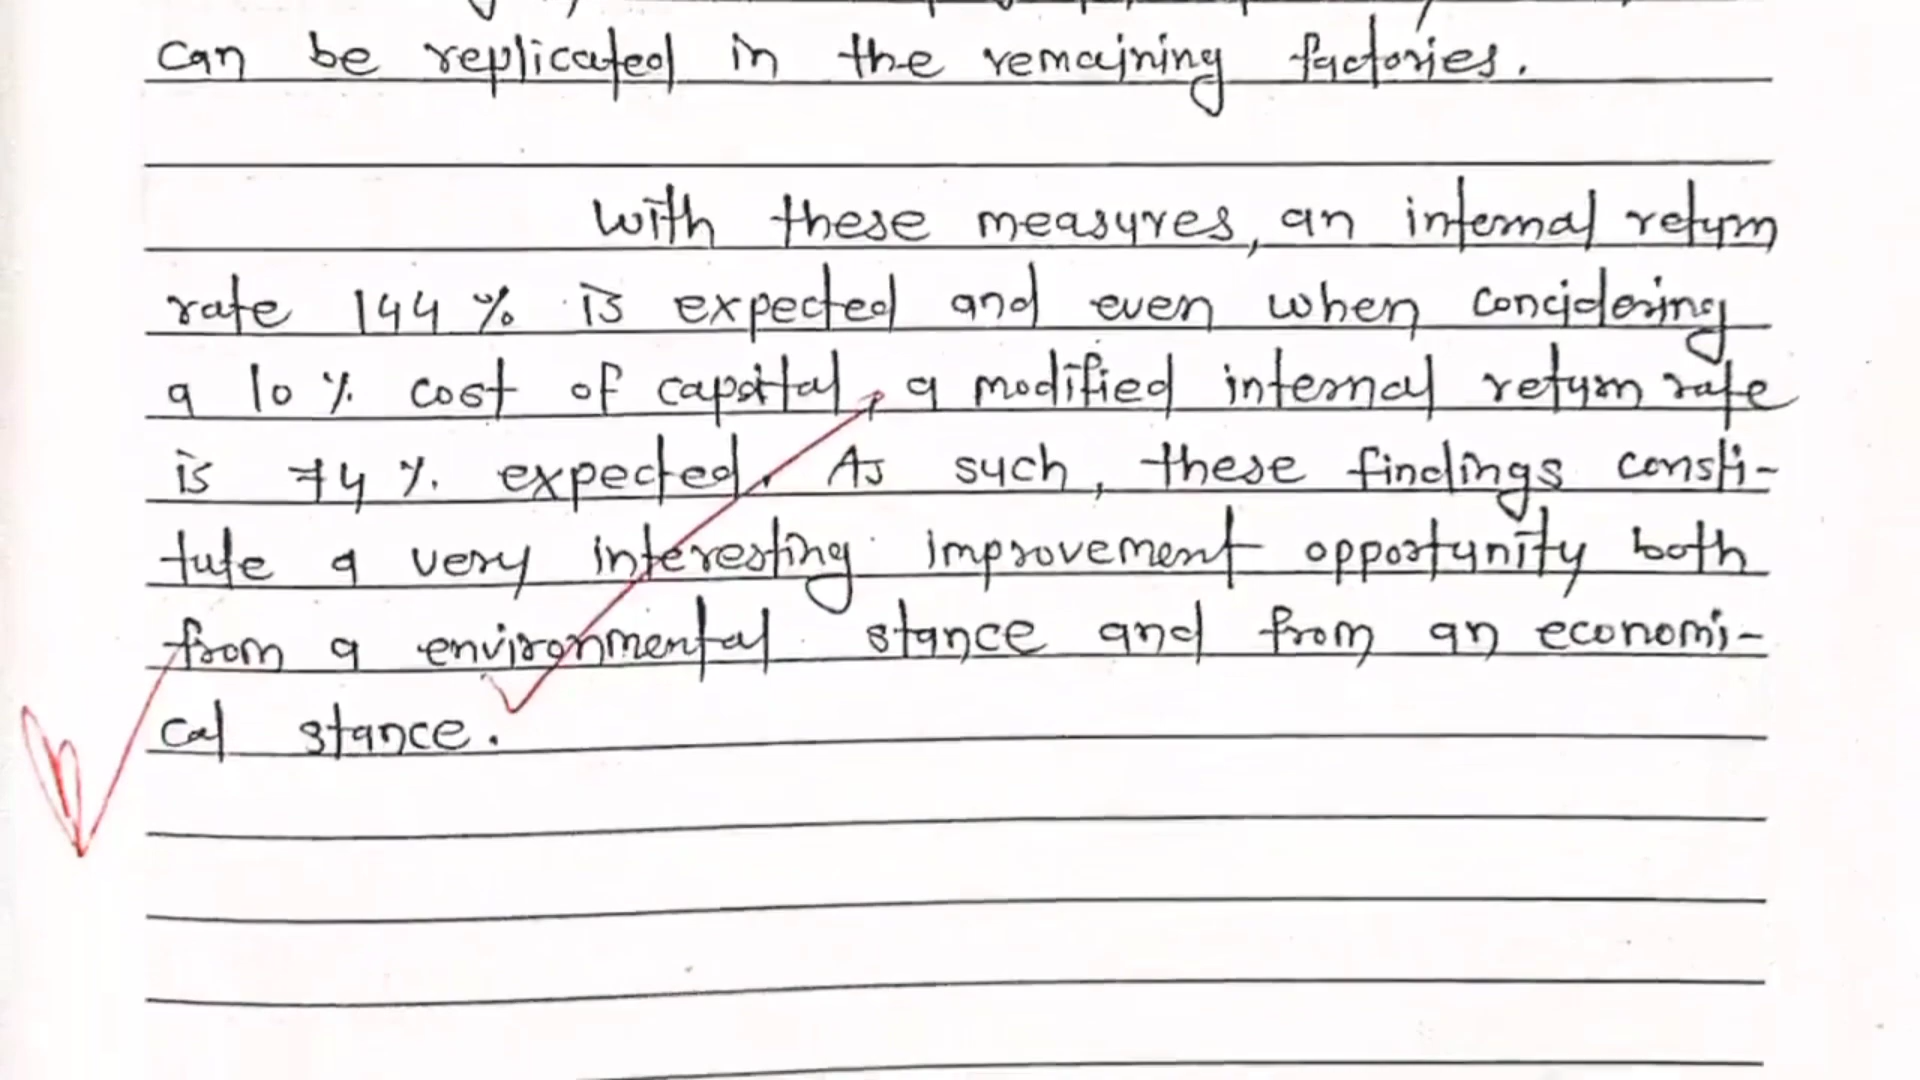 can be replicated in the remaining factories.
With these measures, an internal return
rate 144 % is expected and even when concidering
a 10 % cost of capital, a modified internal return rate
is 74 %. expected. As such, these findings consti-
tute a very interesting improvement opportunity both
from a environmental stance and from an economi-
cal stance.